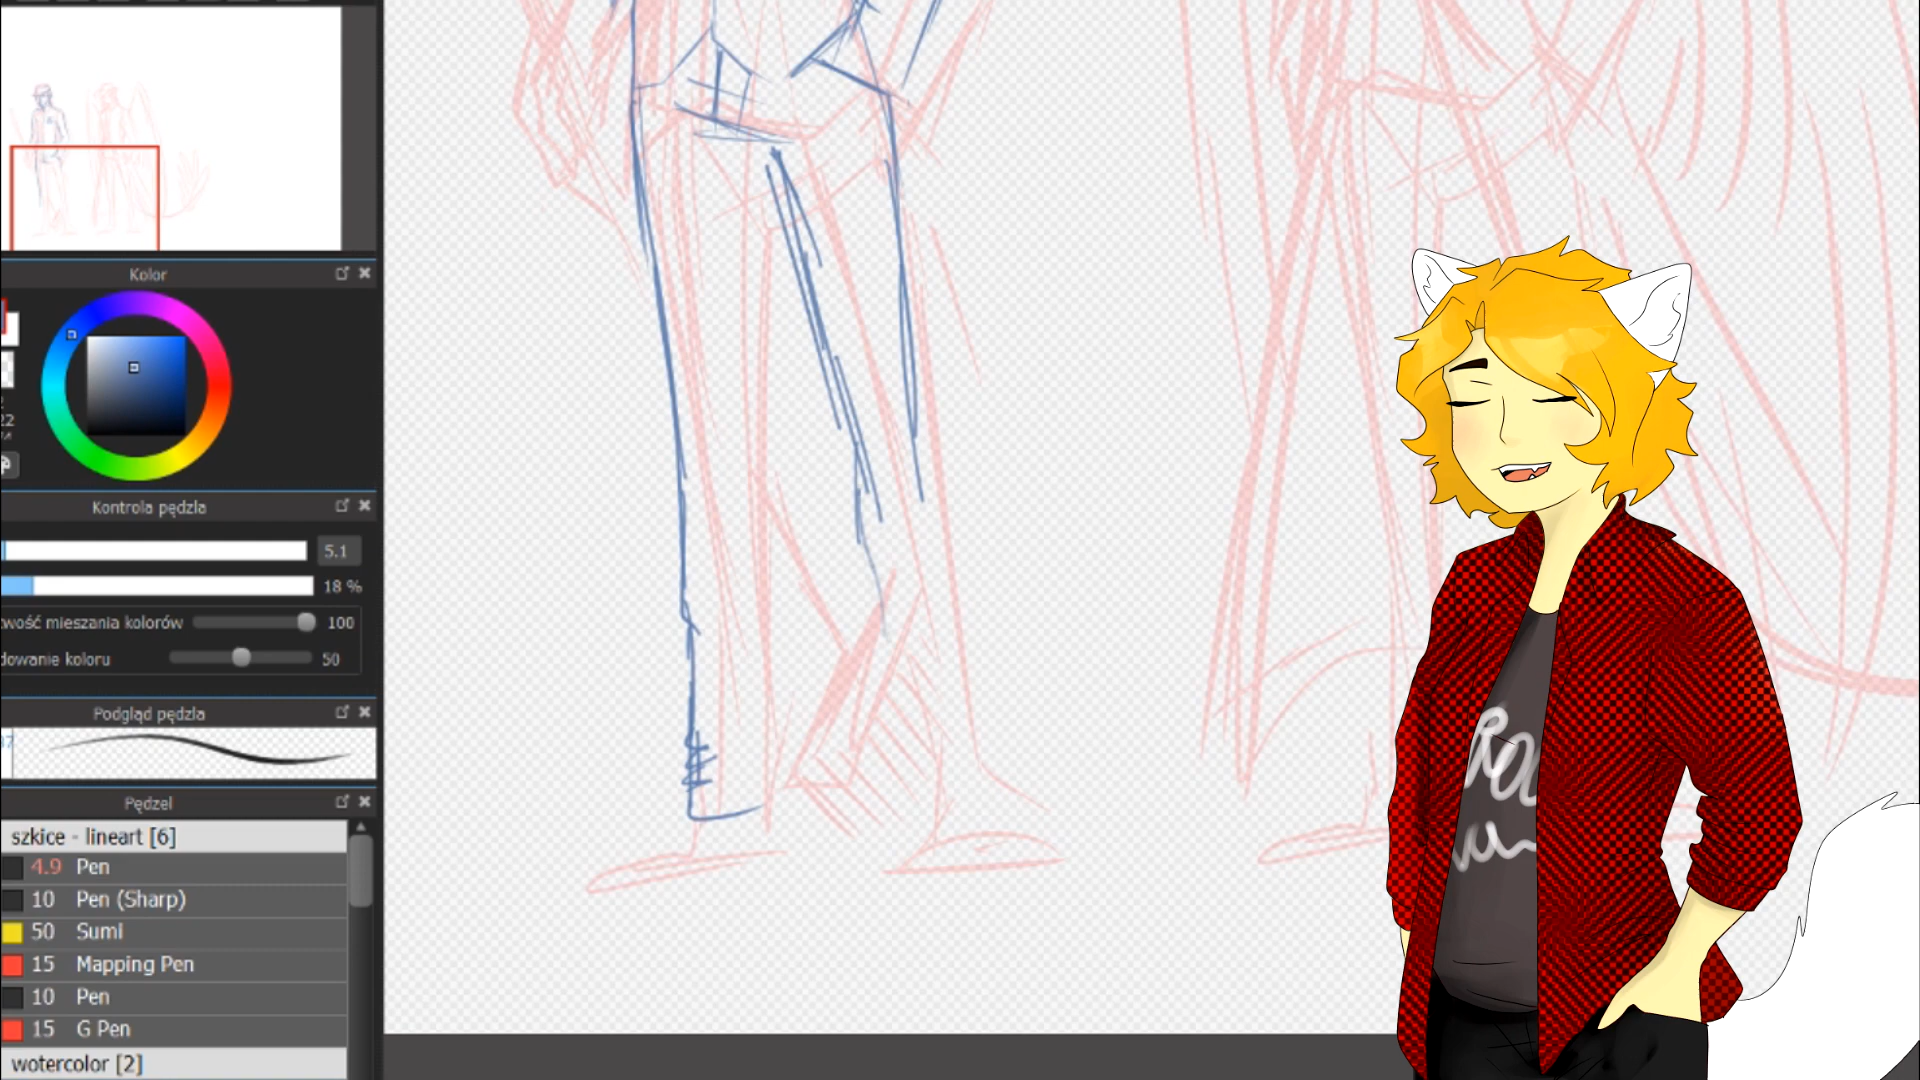 Kolor
22
Kontrola pędzla
5.1
18 %
wość mieszania kolorów 100
dowanie koloru 50
Podgląd pędzla
Pędzel
szkice - lineart [6]
4.9 Pen
10 Pen (Sharp)
50 Sumi
15 Mapping Pen
10 Pen
15 G Pen
wotercolor [2]